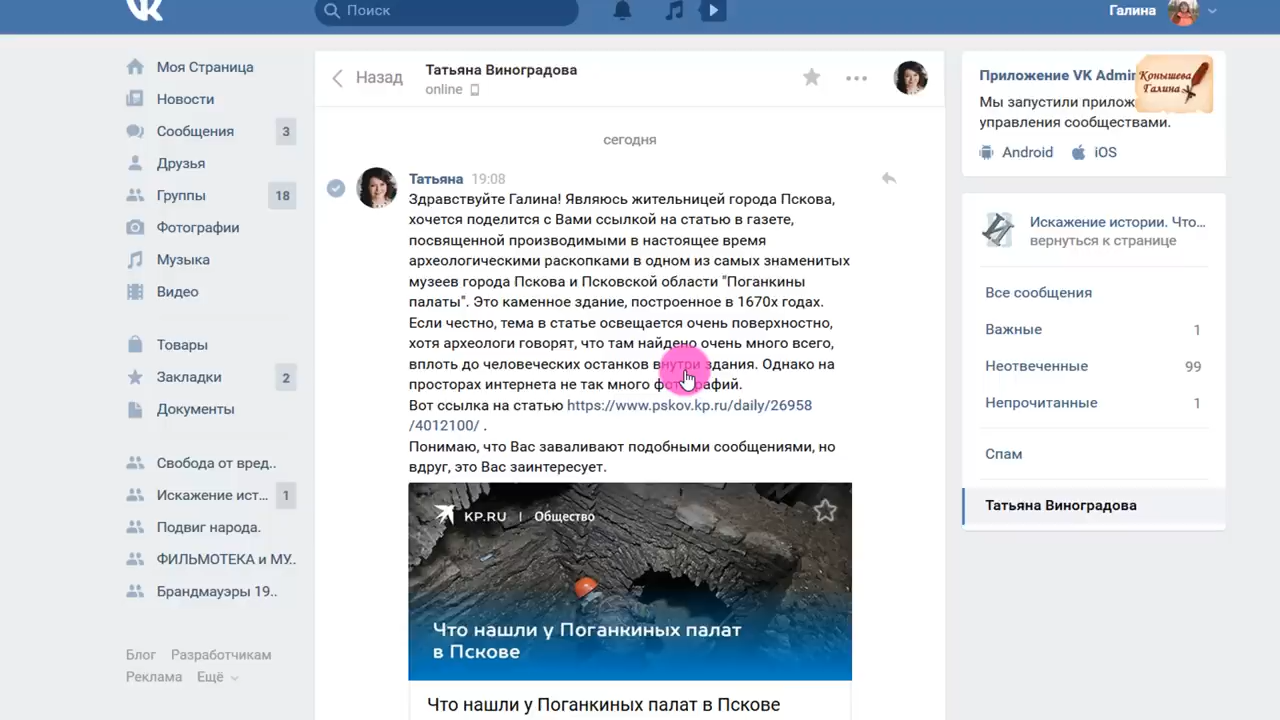 Поиск
Галина
Моя Страница
Новости
Сообщения 3
Друзья
Группы 18
Фотографии
Музыка
Видео
Товары
Закладки 2
Документы
Свобода от вред..
Искажение ист... 1
Подвиг народа.
ФИЛЬМОТЕКА и МУ..
Брандмауэры 19..
Блог Разработчикам
Реклама Ещё
Назад
Татьяна Виноградова
online
сегодня
Татьяна 19:08
Здравствуйте Галина! Являюсь жительницей города Пскова,
хочется поделится с Вами ссылкой на статью в газете,
посвященной производимыми в настоящее время
археологическими раскопками в одном из самых знаменитых
музеев города Пскова и Псковской области "Поганкины
палаты". Это каменное здание, построенное в 1670х годах.
Если честно, тема в статье освещается очень поверхностно,
хотя археологи говорят, что там найдено очень много всего,
вплоть до человеческих останков внутри здания. Однако на
просторах интернета не так много фотографий.
Вот ссылка на статью https://www.pskov.kp.ru/daily/26958
/4012100/ .
Понимаю, что Вас заваливают подобными сообщениями, но
вдруг, это Вас заинтересует.
KP.RU | Общество
Что нашли у Поганкиных палат
в Пскове
Что нашли у Поганкиных палат в Пскове
Приложение VK Admin
Конышева
Галина
Мы запустили прилож
управления сообществами.
Android iOS
Искажение истории. Что...
вернуться к странице
Все сообщения
Важные 1
Неотвеченные 99
Непрочитанные 1
Спам
Татьяна Виноградова